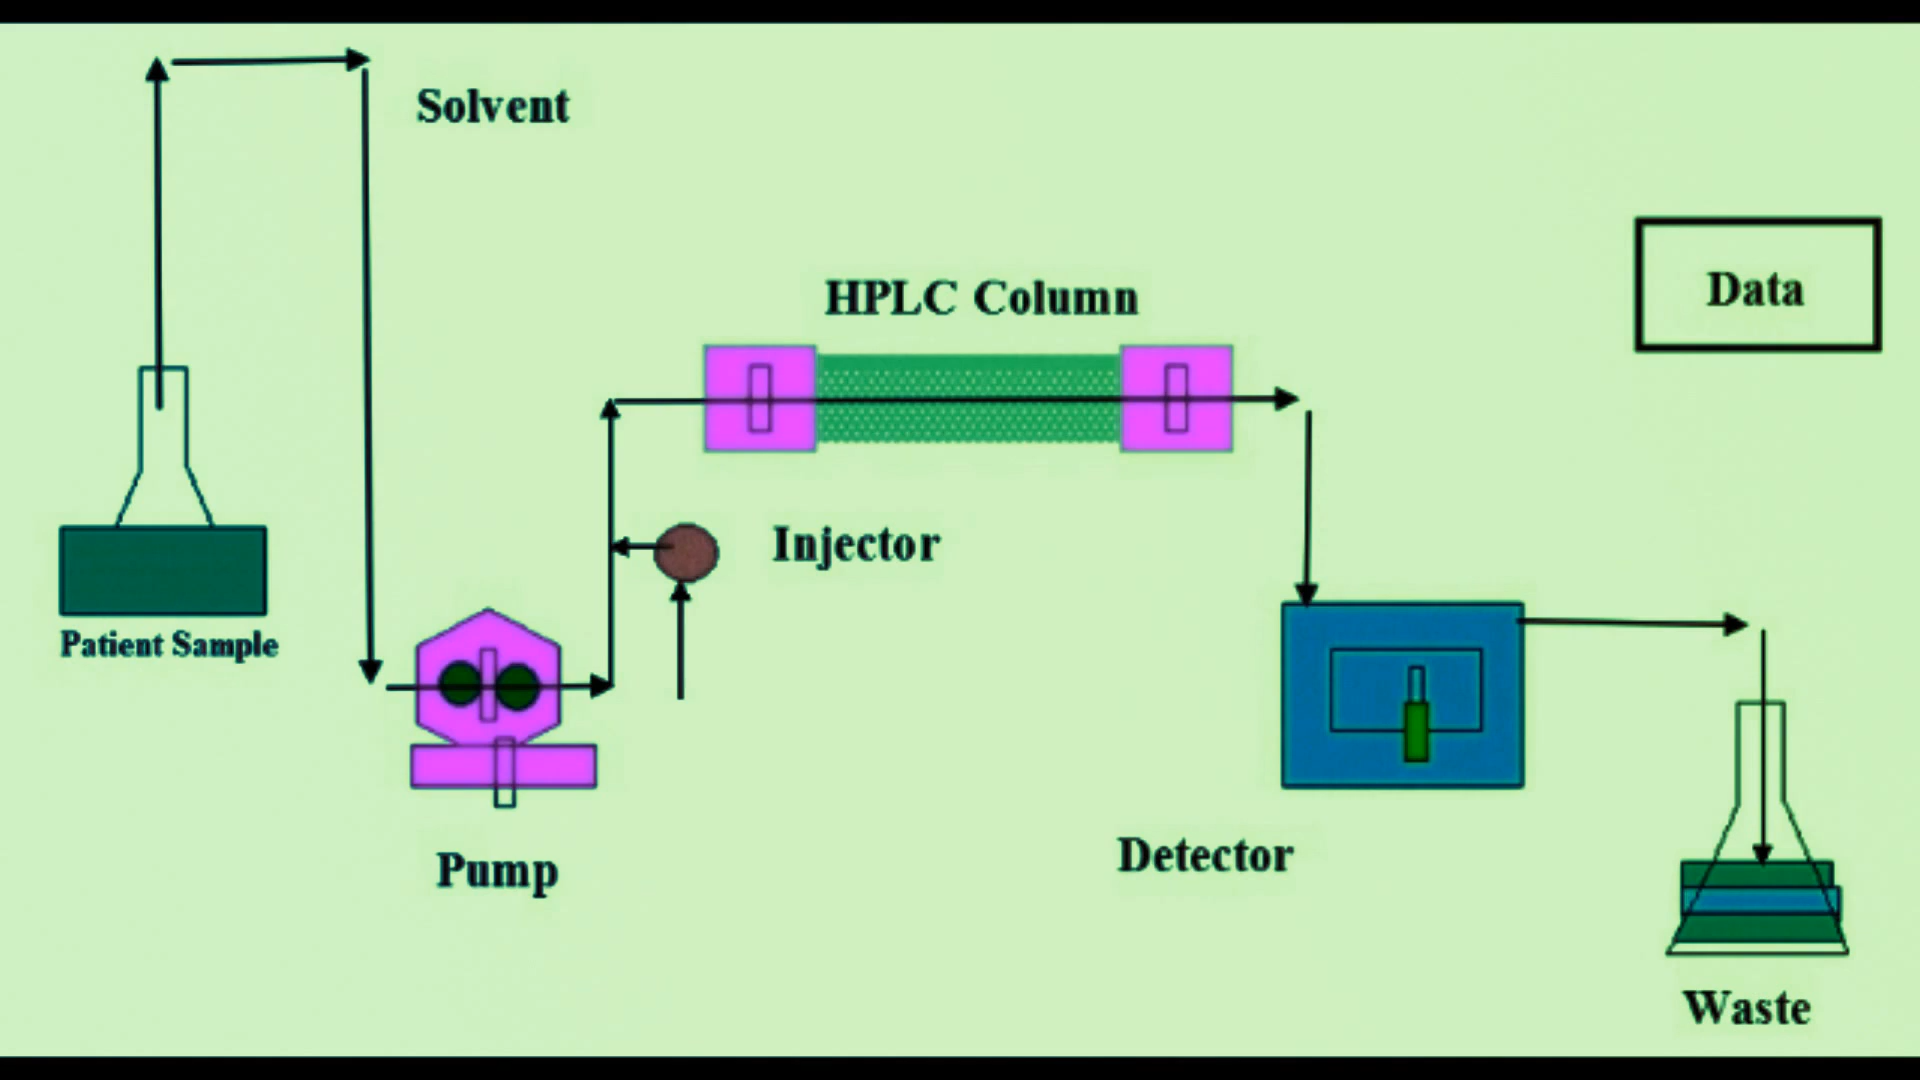 Solvent
Data
HPLC Column
Injector
Patient Sample
Pump
Detector
Waste